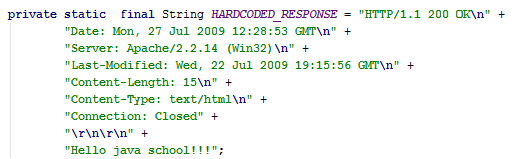 private static final String HARDCODED_RESPONSE = "HTTP/1.1 200 OK\n" +
"Date: Mon, 27 Jul 2009 12:28:53 GMT\n" +
"Server: Apache/2.2.14 (Win32)\n" +
"Last-Modified: Wed, 22 Jul 2009 19:15:56 GMT\n" +
"Content-Length: 15\n" +
"Content-Type: text/html\n" +
"Connection: Closed" +
"\r\n\r\n" +
"Hello java school!!!";